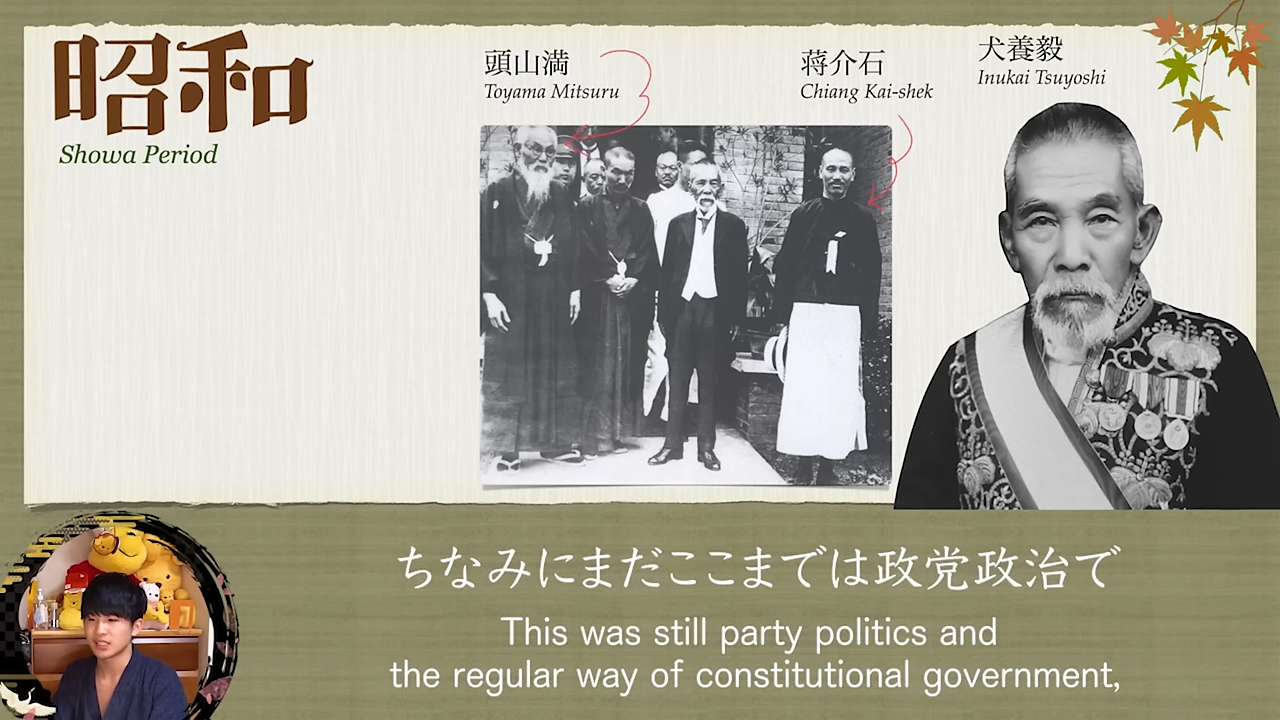 昭和
Showa Period
頭山満
Toyama Mitsuru
蒋介石
Chiang Kai-shek
犬養毅
Inukai Tsuyoshi
ちなみにまだここまでは政党政治で
This was still party politics and
the regular way of constitutional government,